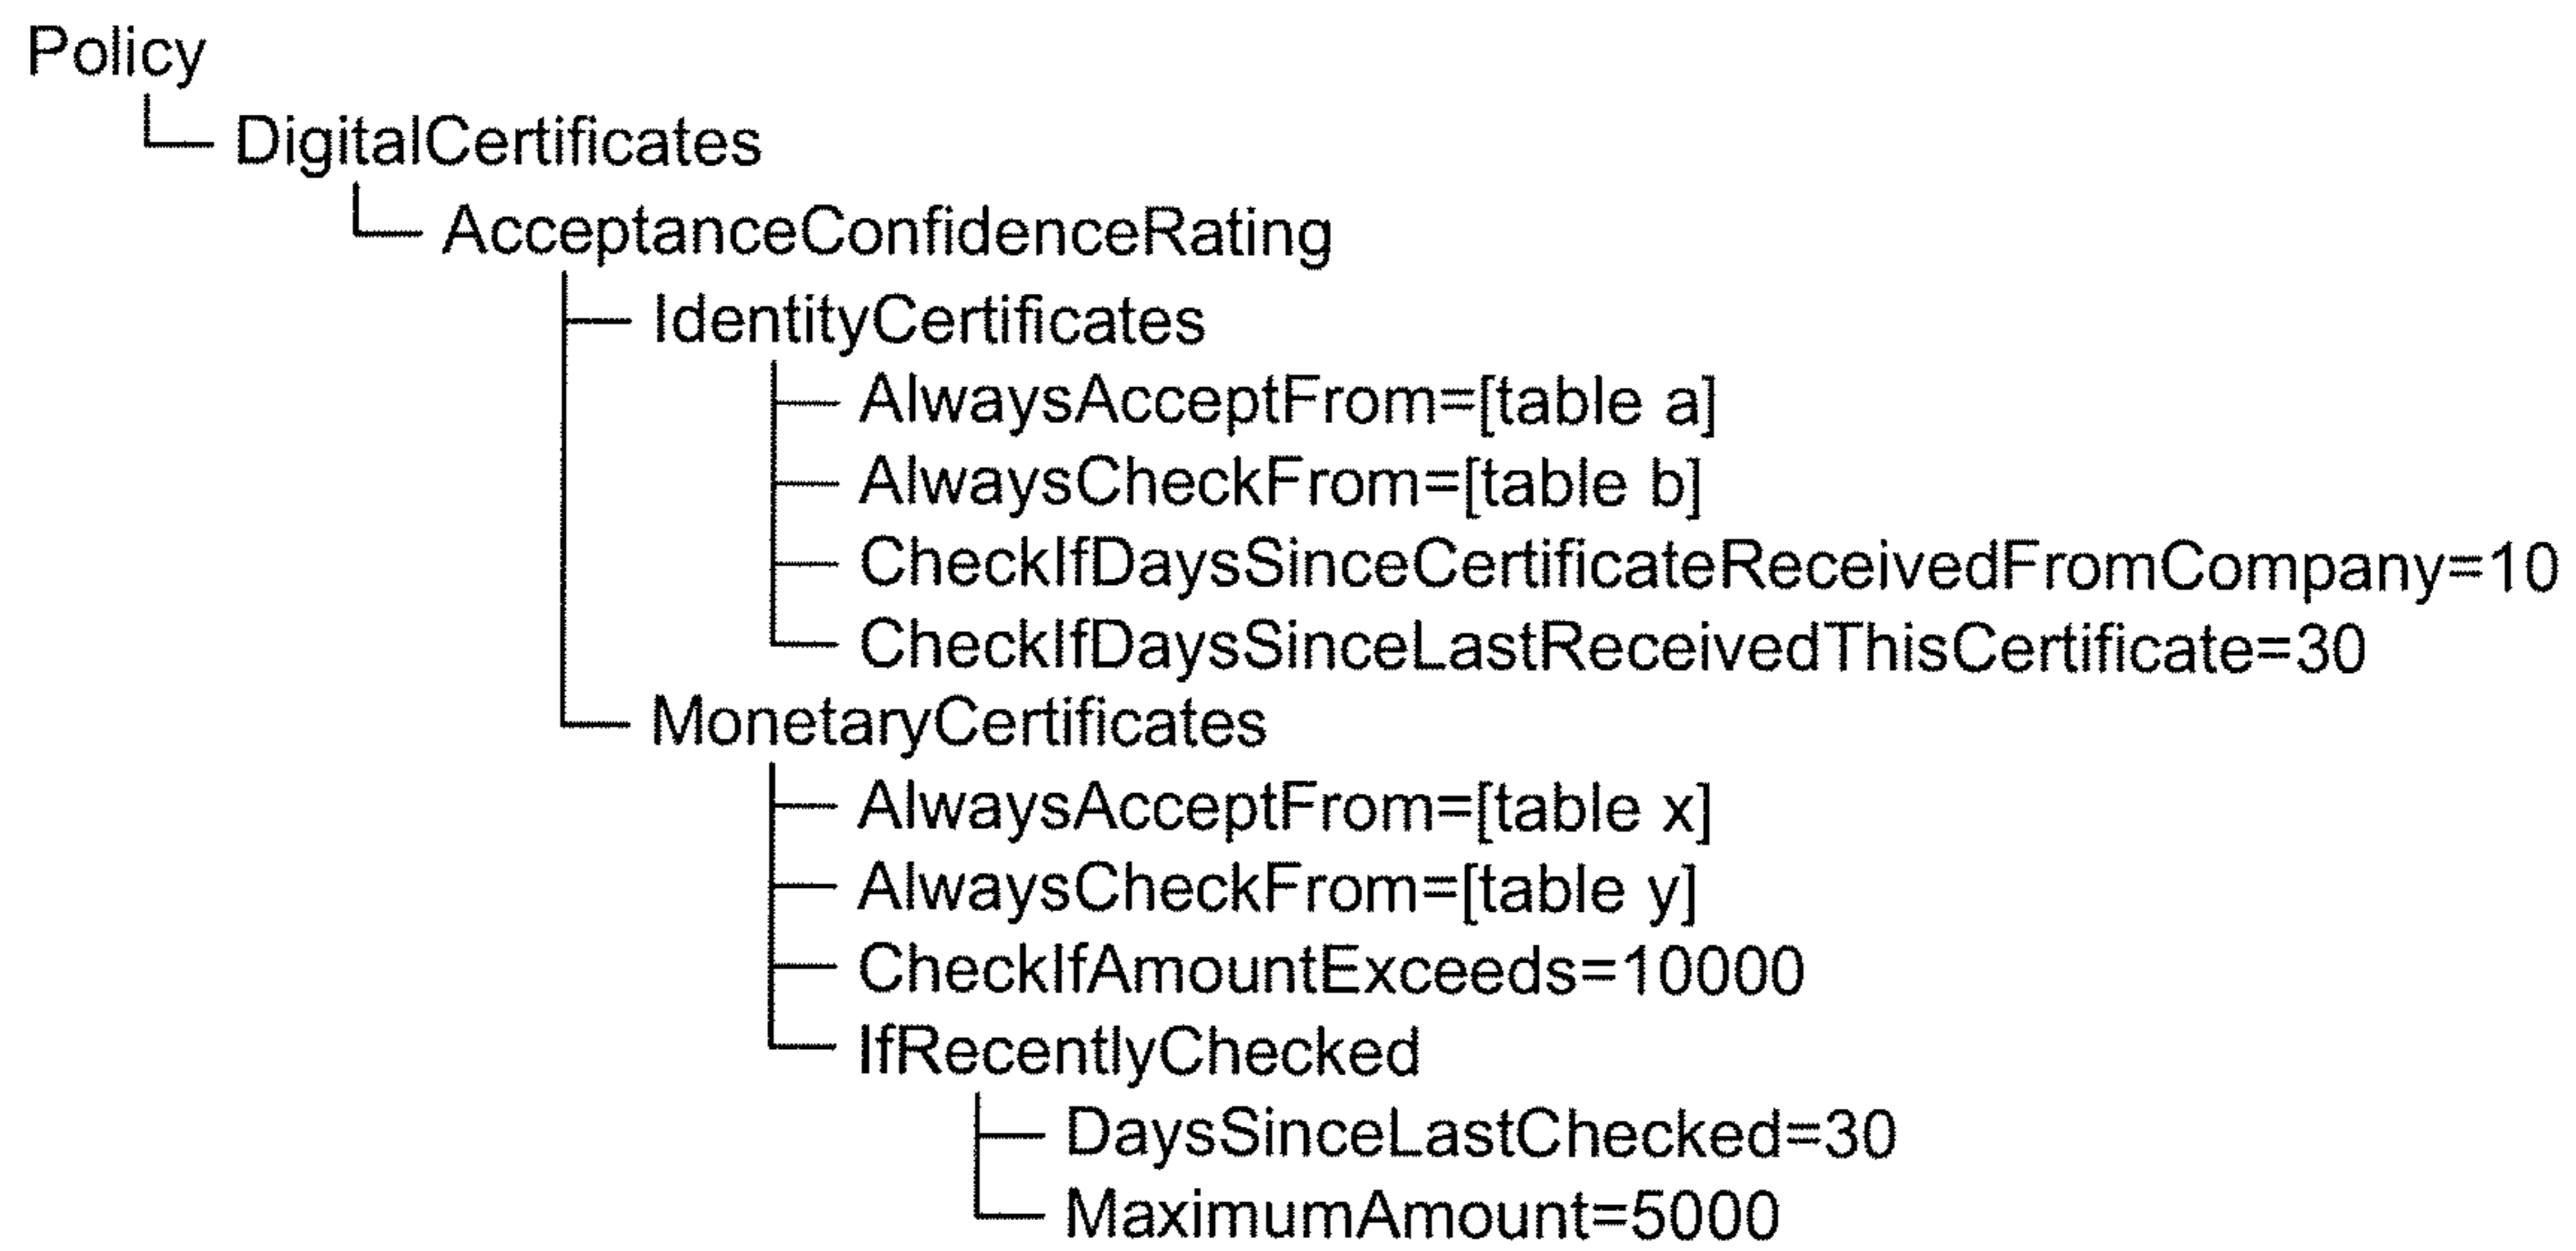 Policy
DigitalCertificates
AcceptanceConfidenceRating
IdentityCertificates
AlwaysAcceptFrom=[table a]
AlwaysCheckFrom=[table b]
CheckIfDaysSinceCertificateReceivedFromCompany=10
CheckIfDaysSinceLastReceivedThisCertificate=30
MonetaryCertificates
AlwaysAcceptFrom=[table x]
AlwaysCheckFrom=[table y]
CheckIfAmountExceeds=10000
IfRecentlyChecked
DaysSinceLastChecked=30
MaximumAmount=5000